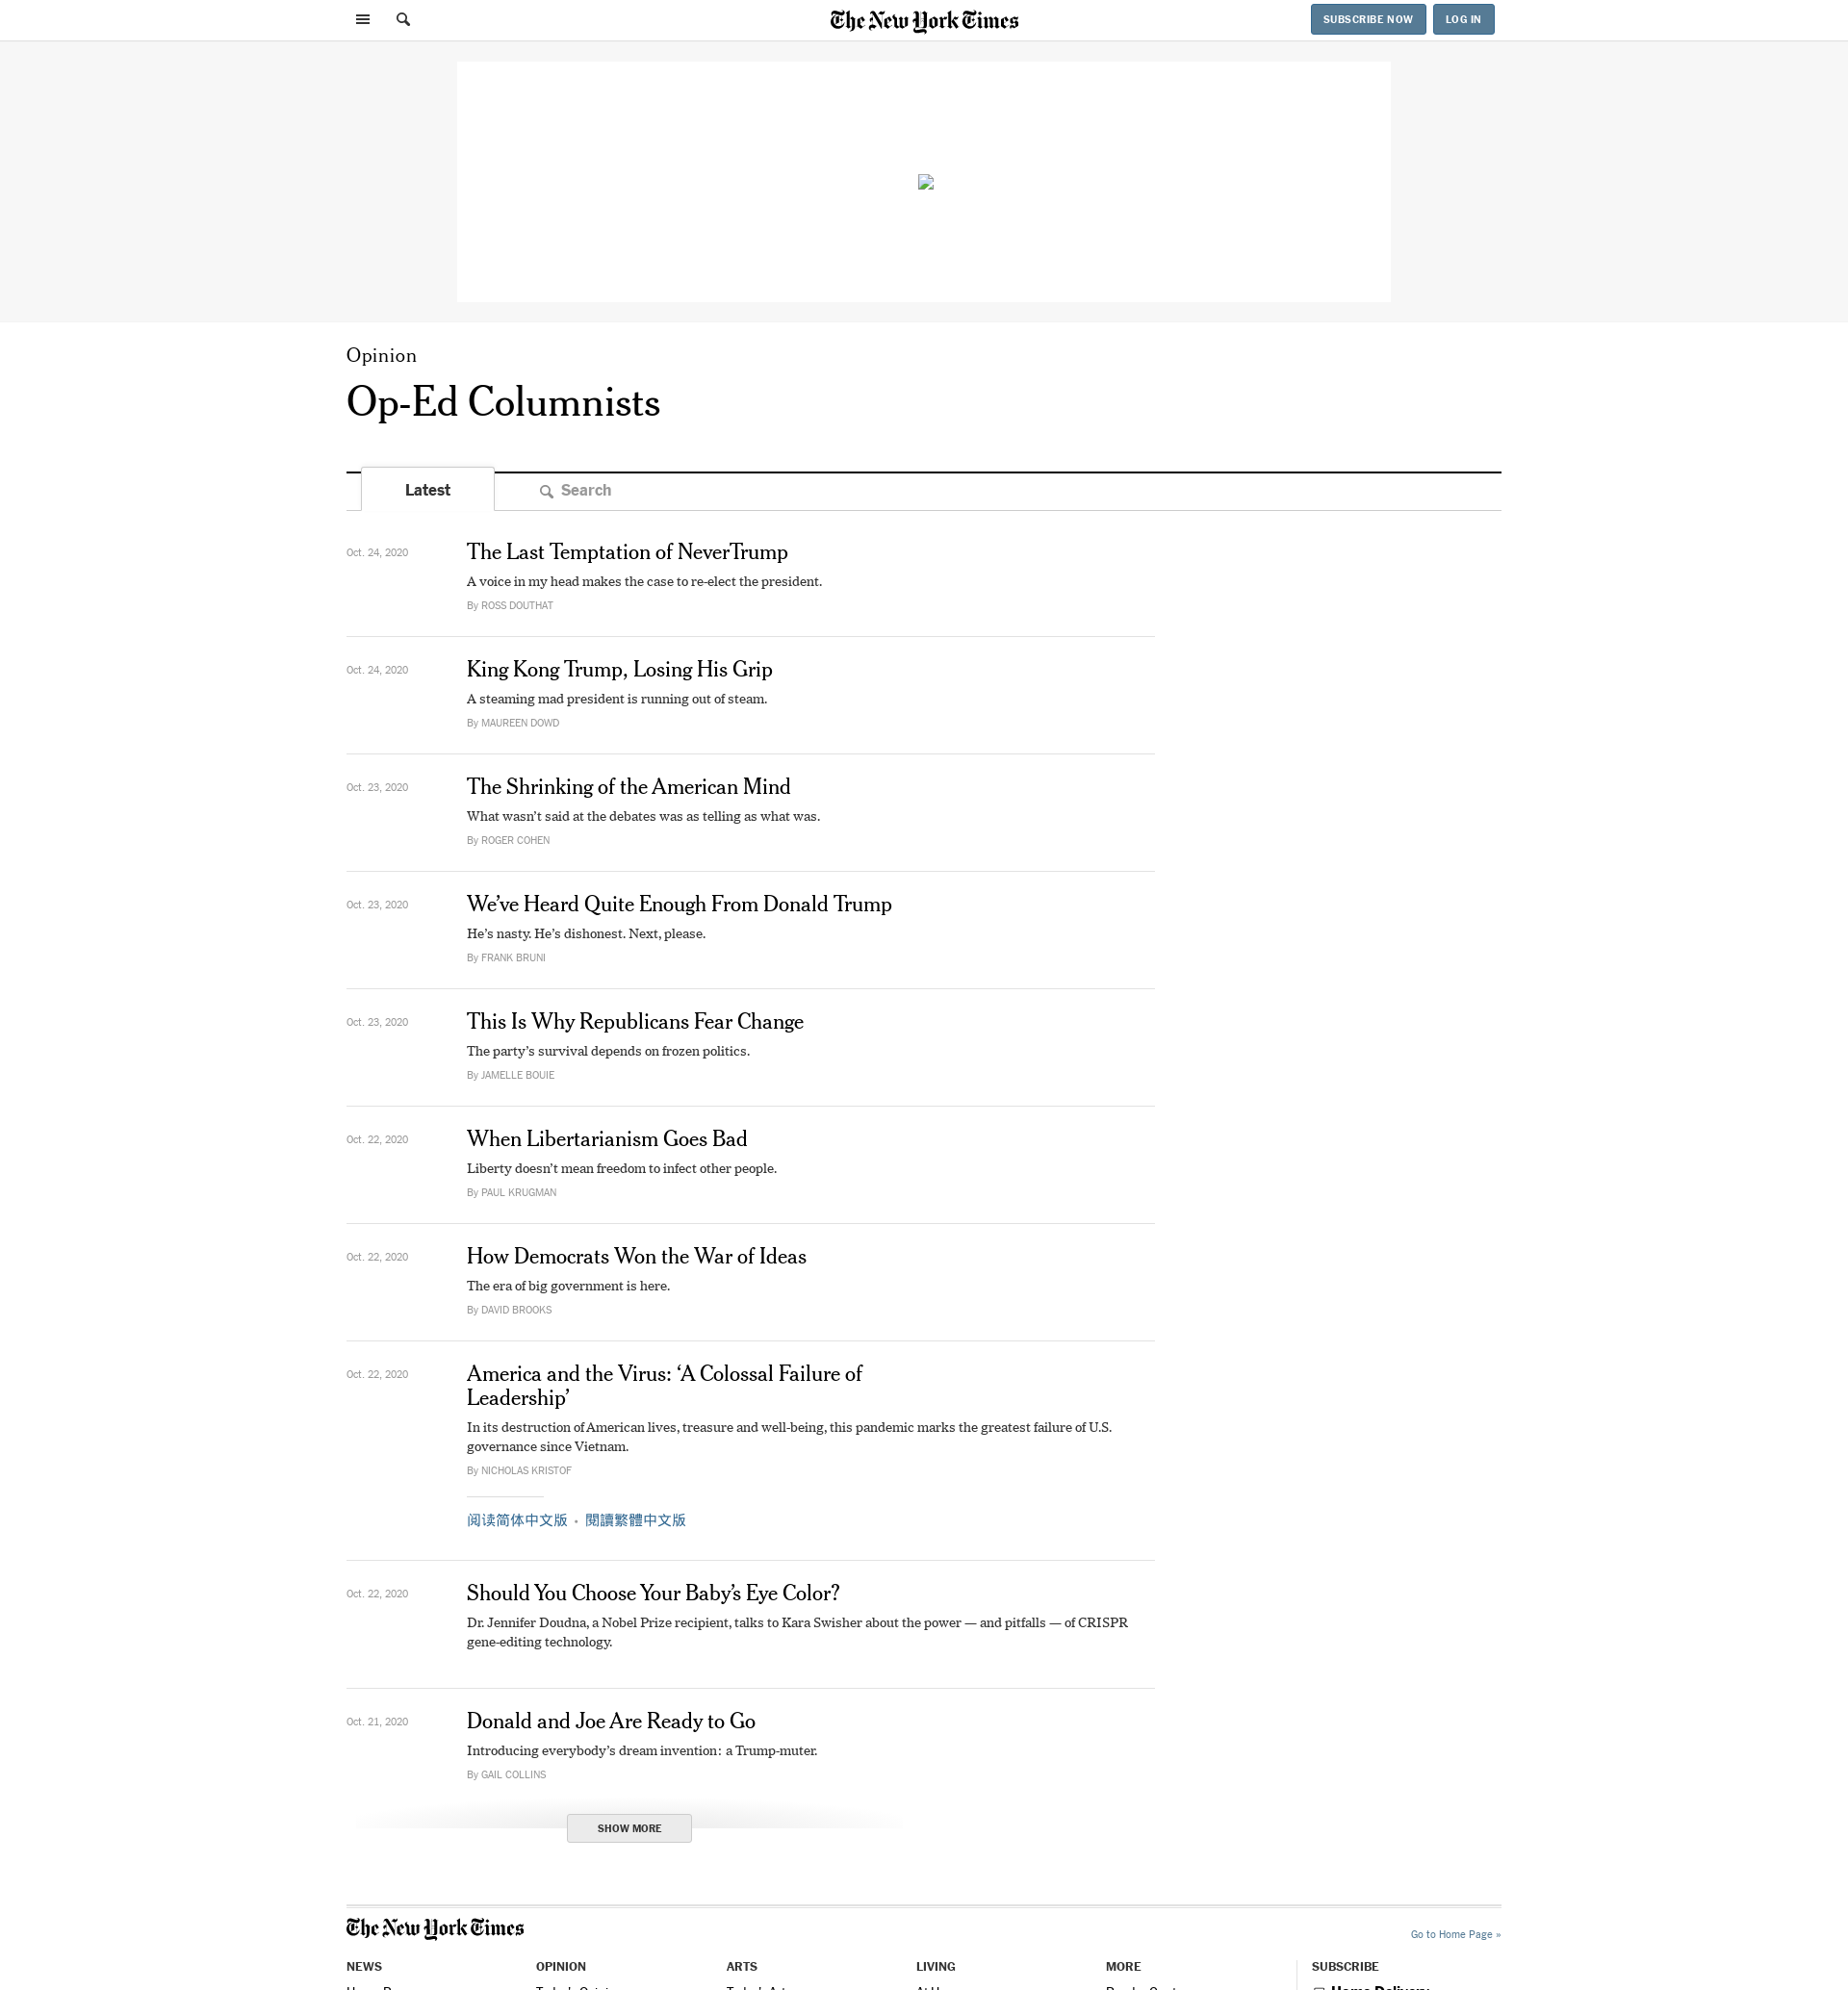 The New York Times
SUBSCRIBE NOW
LOG IN
Opinion
Op-Ed Columnists
Latest
Search
Oct. 24, 2020
The Last Temptation of NeverTrump
A voice in my head makes the case to re-elect the president.
By ROSS DOUTHAT
Oct. 24, 2020
King Kong Trump, Losing His Grip
A steaming mad president is running out of steam.
By MAUREEN DOWD
Oct. 23, 2020
The Shrinking of the American Mind
What wasn’t said at the debates was as telling as what was.
By ROGER COHEN
Oct. 23, 2020
We’ve Heard Quite Enough From Donald Trump
He’s nasty. He’s dishonest. Next, please.
By FRANK BRUNI
Oct. 23, 2020
This Is Why Republicans Fear Change
The party’s survival depends on frozen politics.
By JAMELLE BOUIE
Oct. 22, 2020
When Libertarianism Goes Bad
Liberty doesn’t mean freedom to infect other people.
By PAUL KRUGMAN
Oct. 22, 2020
How Democrats Won the War of Ideas
The era of big government is here.
By DAVID BROOKS
Oct. 22, 2020
America and the Virus: ‘A Colossal Failure of
Leadership’
In its destruction of American lives, treasure and well-being, this pandemic marks the greatest failure of U.S.
governance since Vietnam.
By NICHOLAS KRISTOF
阅读简体中文版 • 閱讀繁體中文版
Oct. 22, 2020
Should You Choose Your Baby’s Eye Color?
Dr. Jennifer Doudna, a Nobel Prize recipient, talks to Kara Swisher about the power — and pitfalls — of CRISPR
gene-editing technology.
Oct. 21, 2020
Donald and Joe Are Ready to Go
Introducing everybody’s dream invention: a Trump-muter.
By GAIL COLLINS
SHOW MORE
The New York Times
Go to Home Page »
NEWS
OPINION
ARTS
LIVING
MORE
SUBSCRIBE
Home Delivery